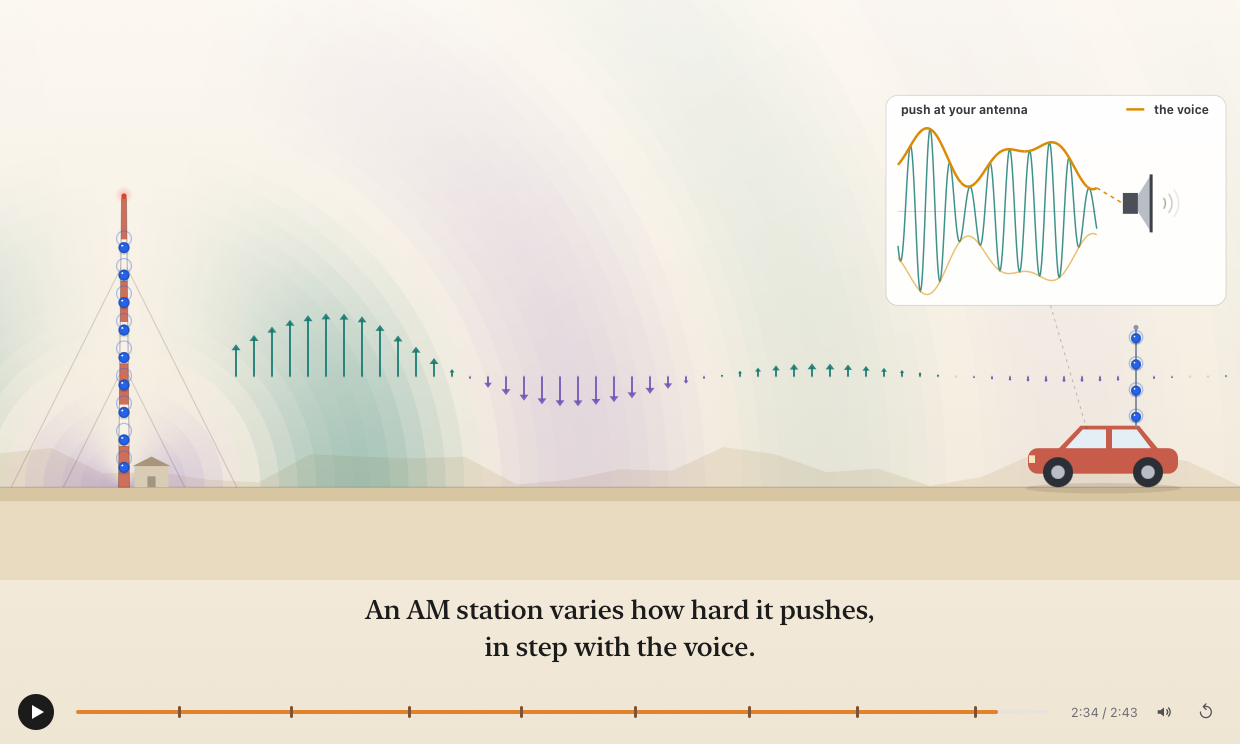 push at your antenna
the voice
An AM station varies how hard it pushes,
in step with the voice.
2:34 / 2:43